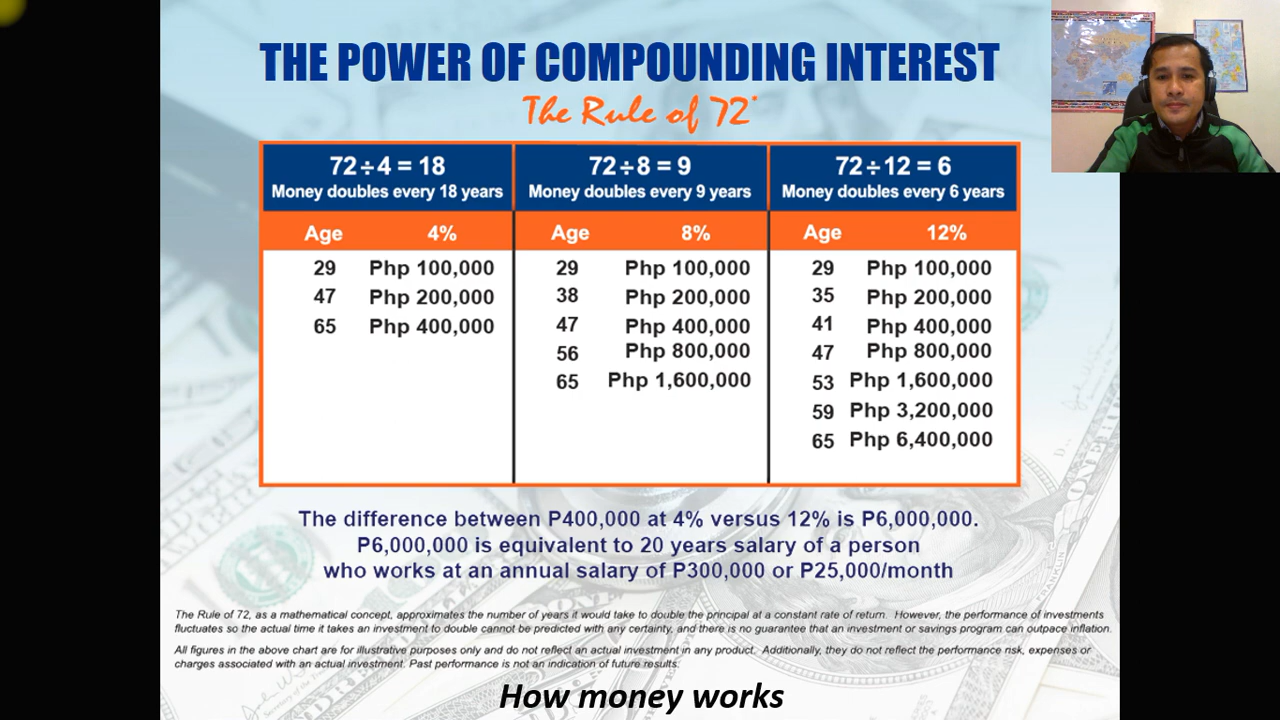 THE POWER OF COMPOUNDING INTEREST
The Rule of 72*
72÷4 = 18
Money doubles every 18 years
Age 4%
29 Php 100,000
47 Php 200,000
65 Php 400,000
72÷8 = 9
Money doubles every 9 years
Age 8%
29 Php 100,000
38 Php 200,000
47 Php 400,000
56 Php 800,000
65 Php 1,600,000
72÷12 = 6
Money doubles every 6 years
Age 12%
29 Php 100,000
35 Php 200,000
41 Php 400,000
47 Php 800,000
53 Php 1,600,000
59 Php 3,200,000
65 Php 6,400,000
The difference between P400,000 at 4% versus 12% is P6,000,000.
P6,000,000 is equivalent to 20 years salary of a person
who works at an annual salary of P300,000 or P25,000/month
The Rule of 72, as a mathematical concept, approximates the number of years it would take to double the principal at a constant rate of return. However, the performance of investments
fluctuates so the actual time it takes an investment to double cannot be predicted with any certainty, and there is no guarantee that an investment or savings program can outpace inflation.
All figures in the above chart are for illustrative purposes only and do not reflect an actual investment in any product. Additionally, they do not reflect the performance risk, expenses or
charges associated with an actual investment. Past performance is not an indication of future results.
How money works